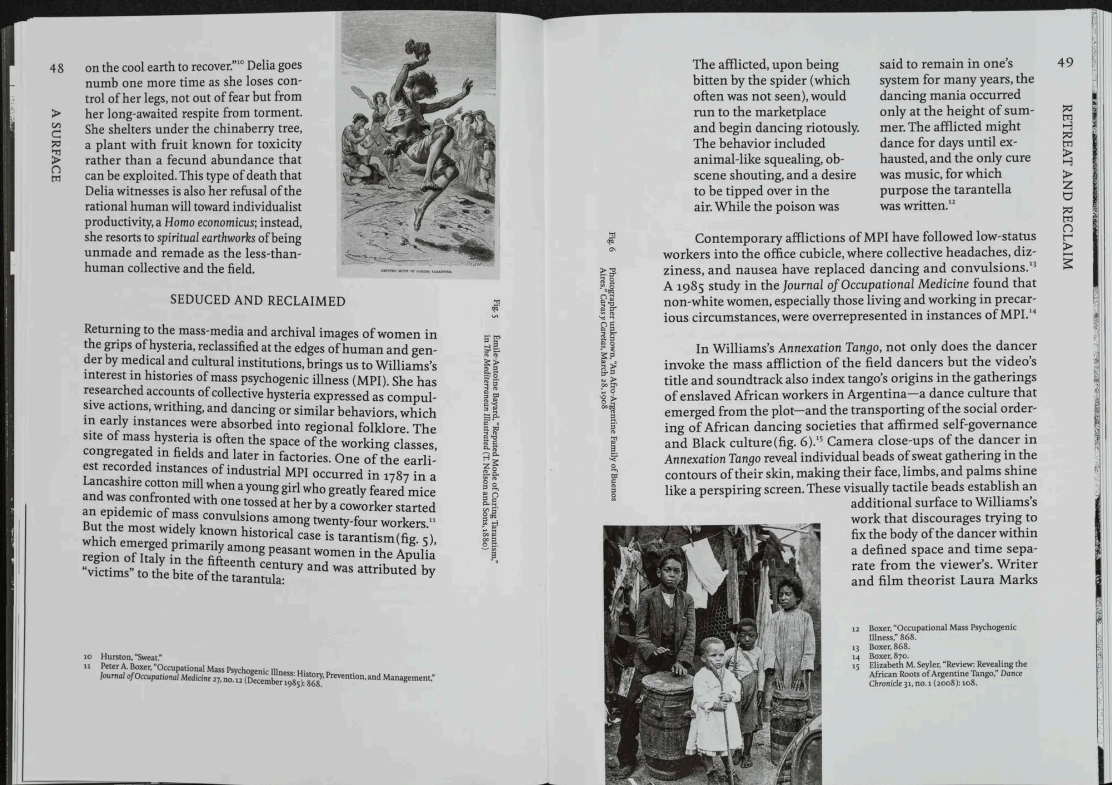 48
A SURFACE
on the cool earth to recover."¹⁰ Delia goes
numb one more time as she loses con-
trol of her legs, not out of fear but from
her long-awaited respite from torment.
She shelters under the chinaberry tree,
a plant with fruit known for toxicity
rather than a fecund abundance that
can be exploited. This type of death that
Delia witnesses is also her refusal of the
rational human will toward individualist
productivity, a Homo economicus; instead,
she resorts to spiritual earthworks of being
unmade and remade as the less-than-
human collective and the field.
REPUTED MODE OF CURING TARANTISM.
Fig. 5
Émile-Antoine Bayard, "Reputed Mode of Curing Tarantism,"
in The Mediterranean Illustrated (T. Nelson and Sons, 1880)
SEDUCED AND RECLAIMED
Returning to the mass-media and archival images of women in
the grips of hysteria, reclassified at the edges of human and gen-
der by medical and cultural institutions, brings us to Williams's
interest in histories of mass psychogenic illness (MPI). She has
researched accounts of collective hysteria expressed as compul-
sive actions, writhing, and dancing or similar behaviors, which
in early instances were absorbed into regional folklore. The
site of mass hysteria is often the space of the working classes,
congregated in fields and later in factories. One of the earli-
est recorded instances of industrial MPI occurred in 1787 in a
Lancashire cotton mill when a young girl who greatly feared mice
and was confronted with one tossed at her by a coworker started
an epidemic of mass convulsions among twenty-four workers.¹¹
But the most widely known historical case is tarantism (fig. 5),
which emerged primarily among peasant women in the Apulia
region of Italy in the fifteenth century and was attributed by
"victims" to the bite of the tarantula:
10 Hurston, "Sweat."
11 Peter A. Boxer, "Occupational Mass Psychogenic Illness: History, Prevention, and Management,"
Journal of Occupational Medicine 27, no. 12 (December 1985): 868.
49
RETREAT AND RECLAIM
The afflicted, upon being
bitten by the spider (which
often was not seen), would
run to the marketplace
and begin dancing riotously.
The behavior included
animal-like squealing, ob-
scene shouting, and a desire
to be tipped over in the
air. While the poison was
said to remain in one's
system for many years, the
dancing mania occurred
only at the height of sum-
mer. The afflicted might
dance for days until ex-
hausted, and the only cure
was music, for which
purpose the tarantella
was written.¹²
Contemporary afflictions of MPI have followed low-status
workers into the office cubicle, where collective headaches, diz-
ziness, and nausea have replaced dancing and convulsions.¹³
A 1985 study in the Journal of Occupational Medicine found that
non-white women, especially those living and working in precar-
ious circumstances, were overrepresented in instances of MPI.¹⁴
Fig. 6
Photographer unknown, "An Afro-Argentine Family of Buenos
Aires," Caras y Caretas, March 28, 1908
In Williams's Annexation Tango, not only does the dancer
invoke the mass affliction of the field dancers but the video's
title and soundtrack also index tango's origins in the gatherings
of enslaved African workers in Argentina—a dance culture that
emerged from the plot—and the transporting of the social order-
ing of African dancing societies that affirmed self-governance
and Black culture (fig. 6).¹⁵ Camera close-ups of the dancer in
Annexation Tango reveal individual beads of sweat gathering in the
contours of their skin, making their face, limbs, and palms shine
like a perspiring screen. These visually tactile beads establish an
additional surface to Williams's
work that discourages trying to
fix the body of the dancer within
a defined space and time sepa-
rate from the viewer's. Writer
and film theorist Laura Marks
12 Boxer, "Occupational Mass Psychogenic
Illness," 868.
13 Boxer, 868.
14 Boxer, 870.
15 Elizabeth M. Seyler, "Review: Revealing the
African Roots of Argentine Tango," Dance
Chronicle 31, no. 1 (2008): 108.